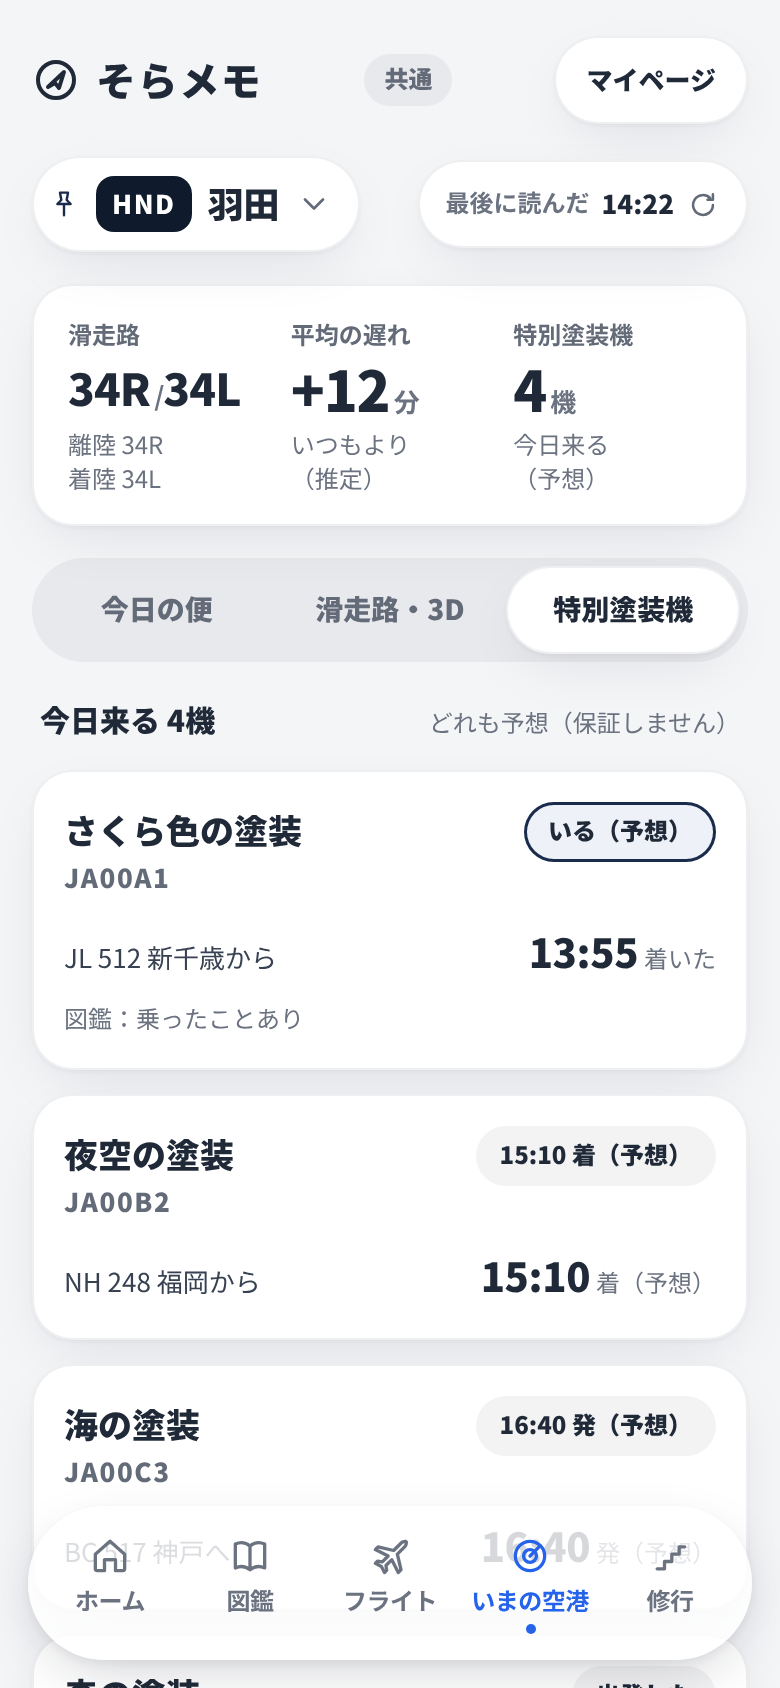 そらメモ
共通
マイページ
HND 羽田
最後に読んだ 14:22
滑走路
34R/34L
離陸 34R
着陸 34L
平均の遅れ
+12分
いつもより
（推定）
特別塗装機
4機
今日来る
（予想）
今日の便
滑走路・3D
特別塗装機
今日来る 4機
どれも予想（保証しません）
さくら色の塗装
いる（予想）
JA00A1
JL 512 新千歳から
13:55 着いた
図鑑：乗ったことあり
夜空の塗装
15:10 着（予想）
JA00B2
NH 248 福岡から
15:10 着（予想）
海の塗装
16:40 発（予想）
JA00C3
神戸へ
16:40 発（予想）
ホーム
図鑑
フライト
いまの空港
修行
の塗装